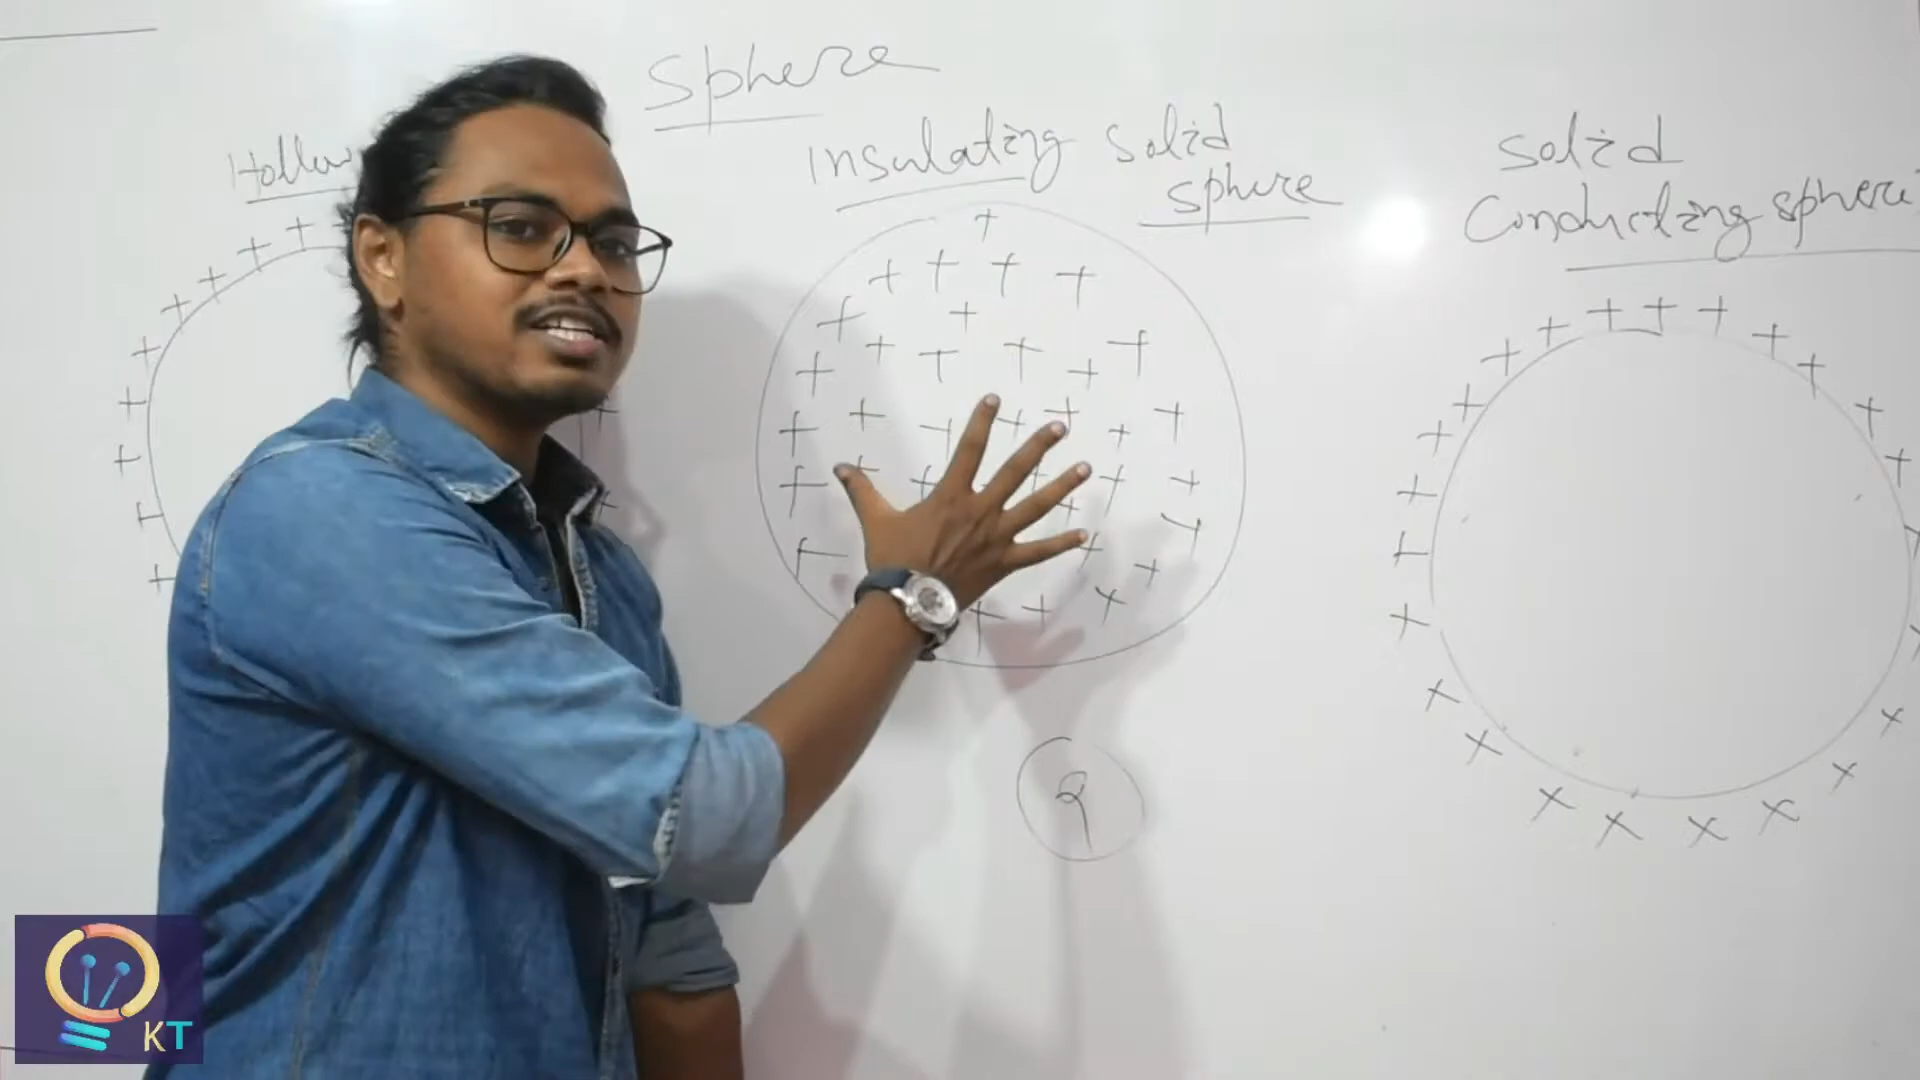 Sphere
Hollow
Insulating Solid
Sphere
Solid
Conducting sphere
Q
KT